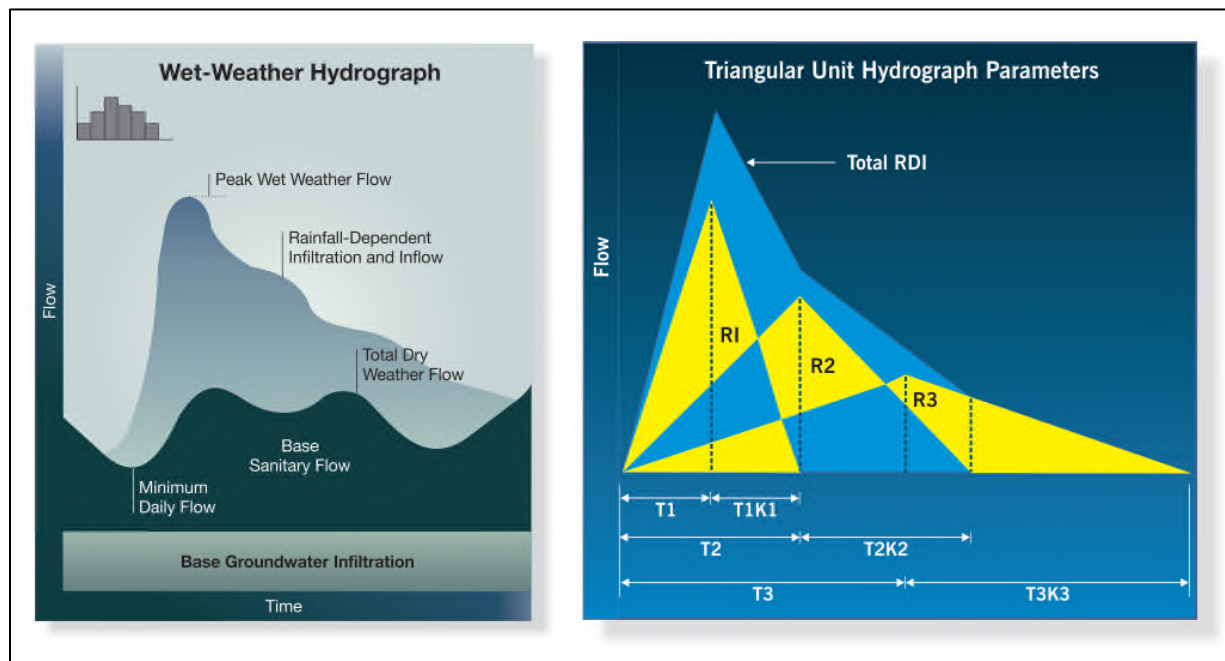 Wet-Weather Hydrograph
Peak Wet Weather Flow
Rainfall-Dependent
Infiltration and Inflow
Flow
Total Dry
Weather Flow
Base
Sanitary Flow
Minimum
Daily Flow
Base Groundwater Infiltration
Time
Triangular Unit Hydrograph Parameters
Total RDI
Flow
R1
R2
R3
T1
T1K1
T2
T2K2
T3
T3K3